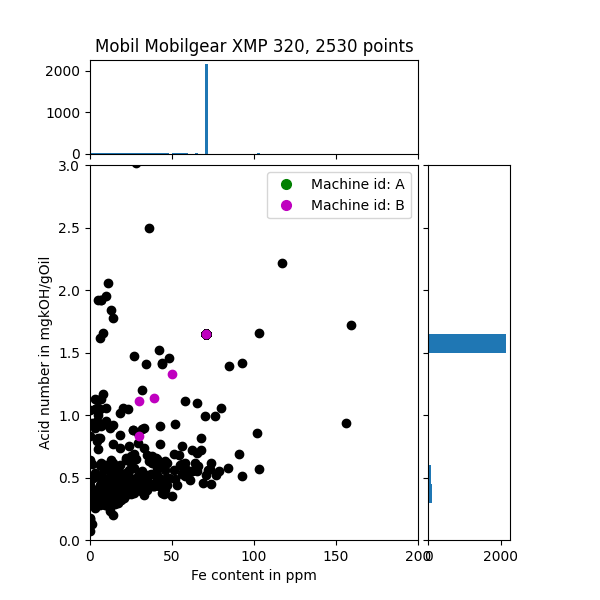 Mobil Mobilgear XMP 320, 2530 points
2000
1000
0
3.0
2.5
2.0
1.5
1.0
0.5
0.0
Acid number in mgkOH/gOil
Machine id: A
Machine id: B
0 50 100 150 200
0 2000
Fe content in ppm